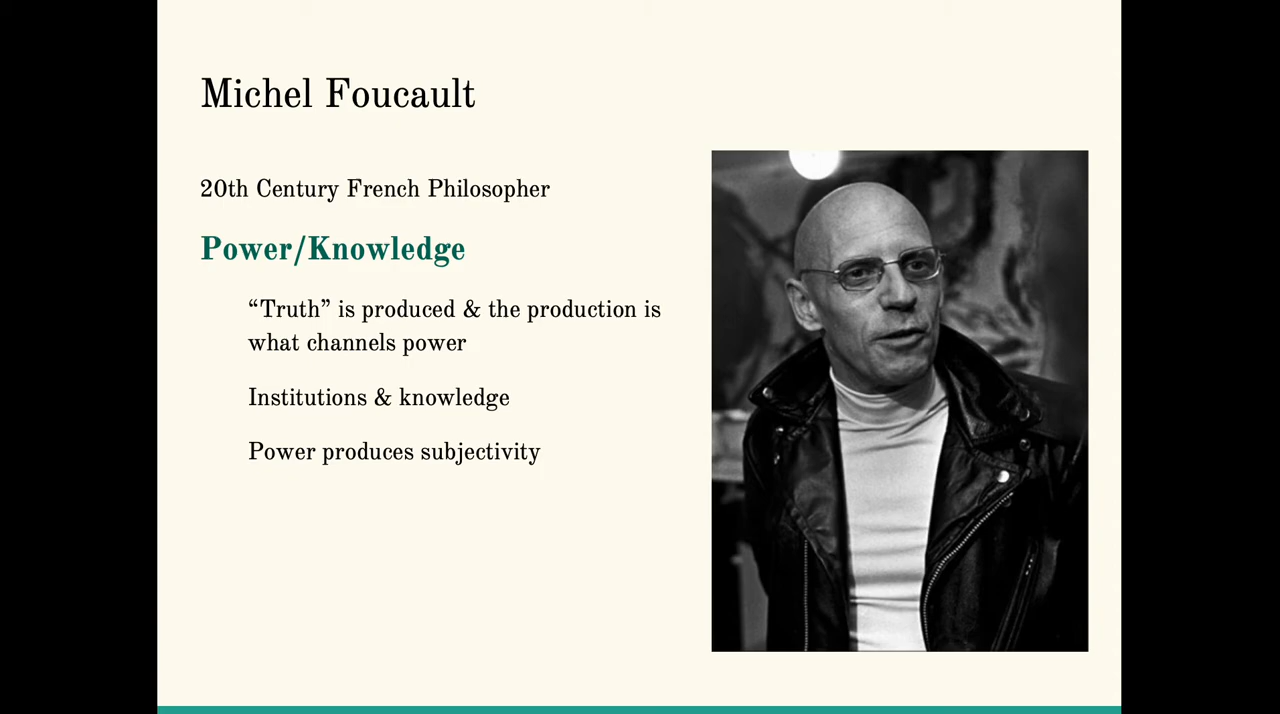 Michel Foucault
20th Century French Philosopher
Power/Knowledge
“Truth” is produced & the production is
what channels power
Institutions & knowledge
Power produces subjectivity